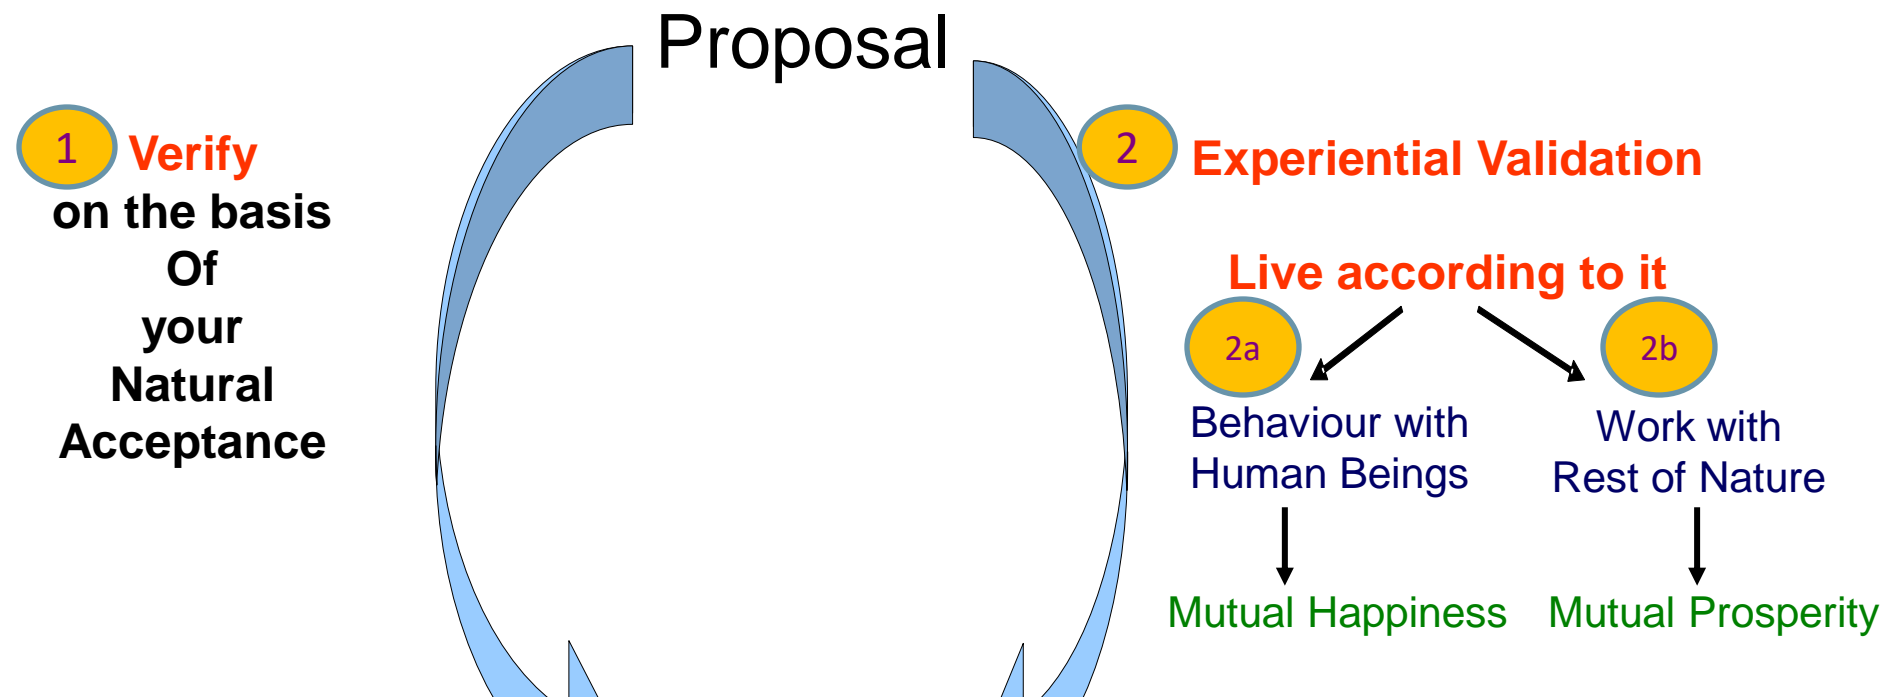 Proposal
1 Verify
on the basis
Of
your
Natural
Acceptance
2 Experiential Validation
Live according to it
2a
Behaviour with
Human Beings
Mutual Happiness
2b
Work with
Rest of Nature
Mutual Prosperity